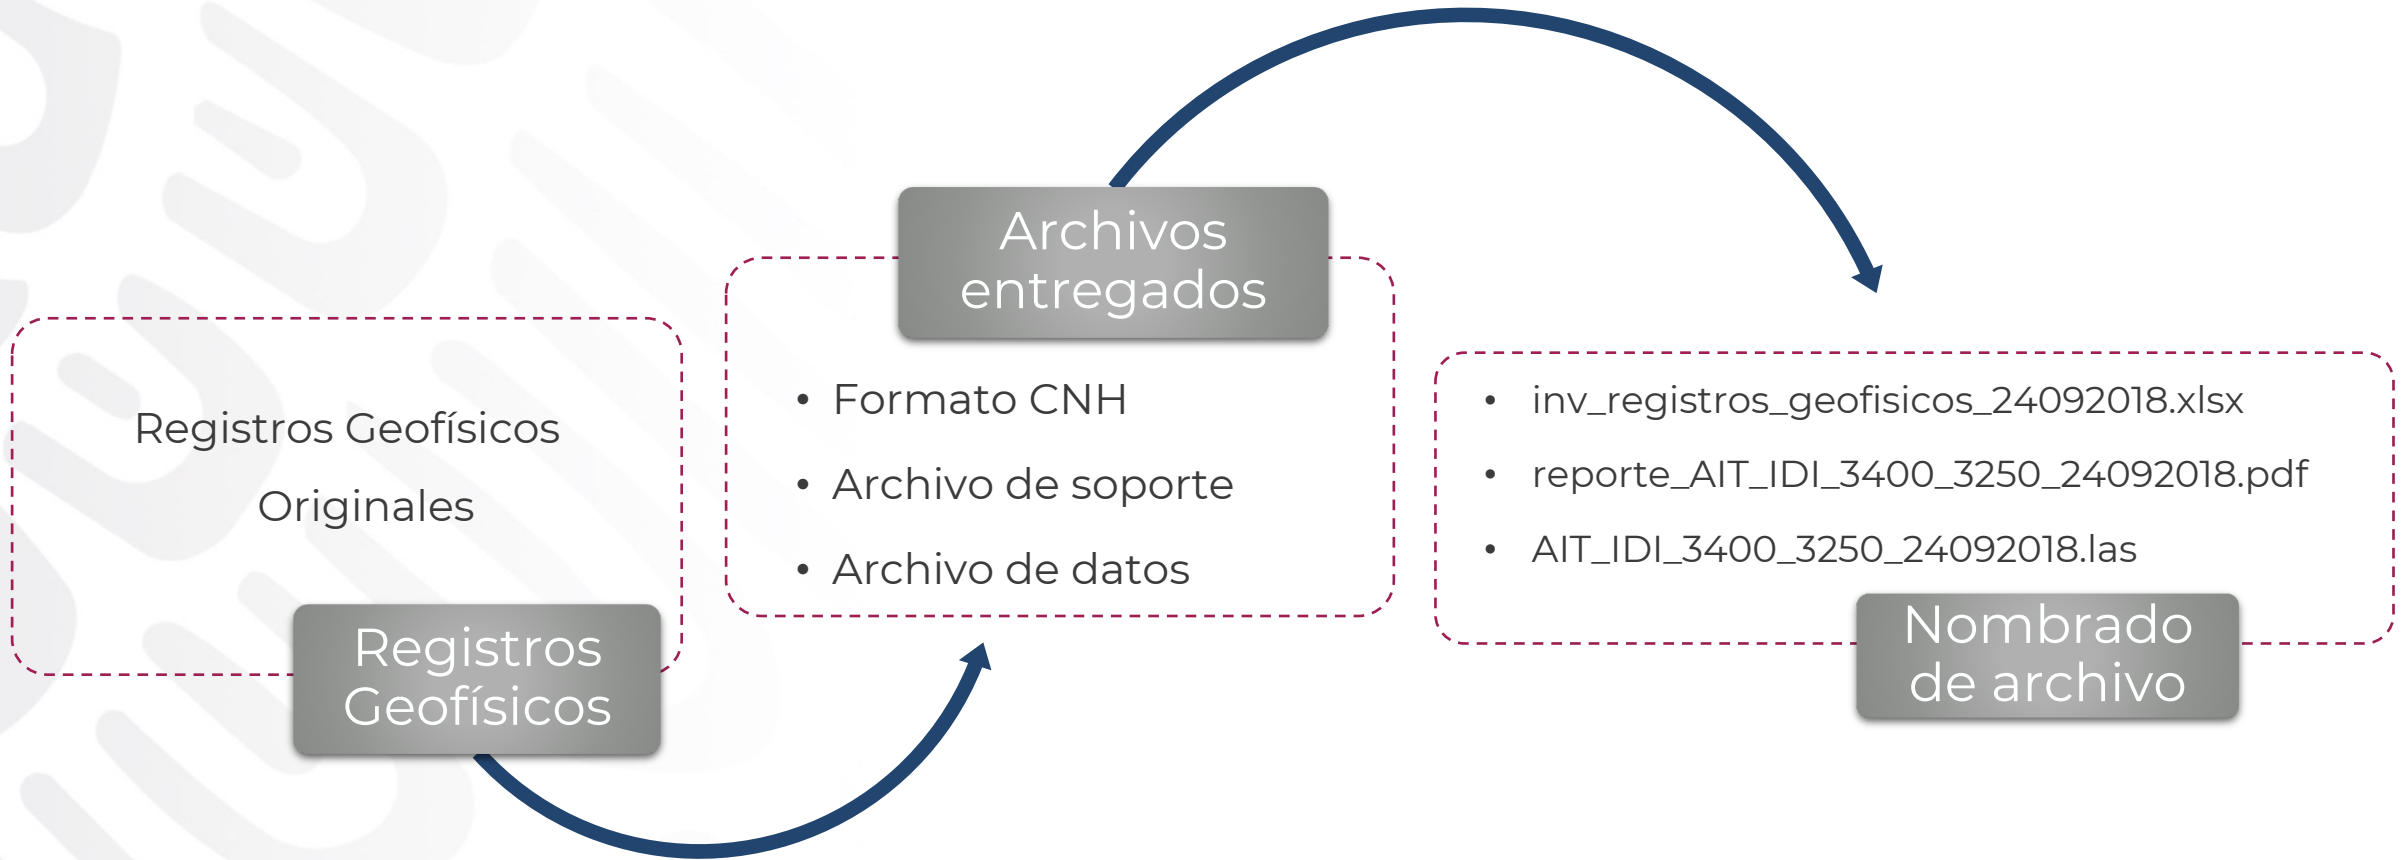 Registros Geofísicos
Originales
Registros
Geofísicos
Archivos
entregados
• Formato CNH
• Archivo de soporte
• Archivo de datos
• inv_registros_geofisicos_24092018.xlsx
• reporte_AIT_IDI_3400_3250_24092018.pdf
• AIT_IDI_3400_3250_24092018.las
Nombrado
de archivo